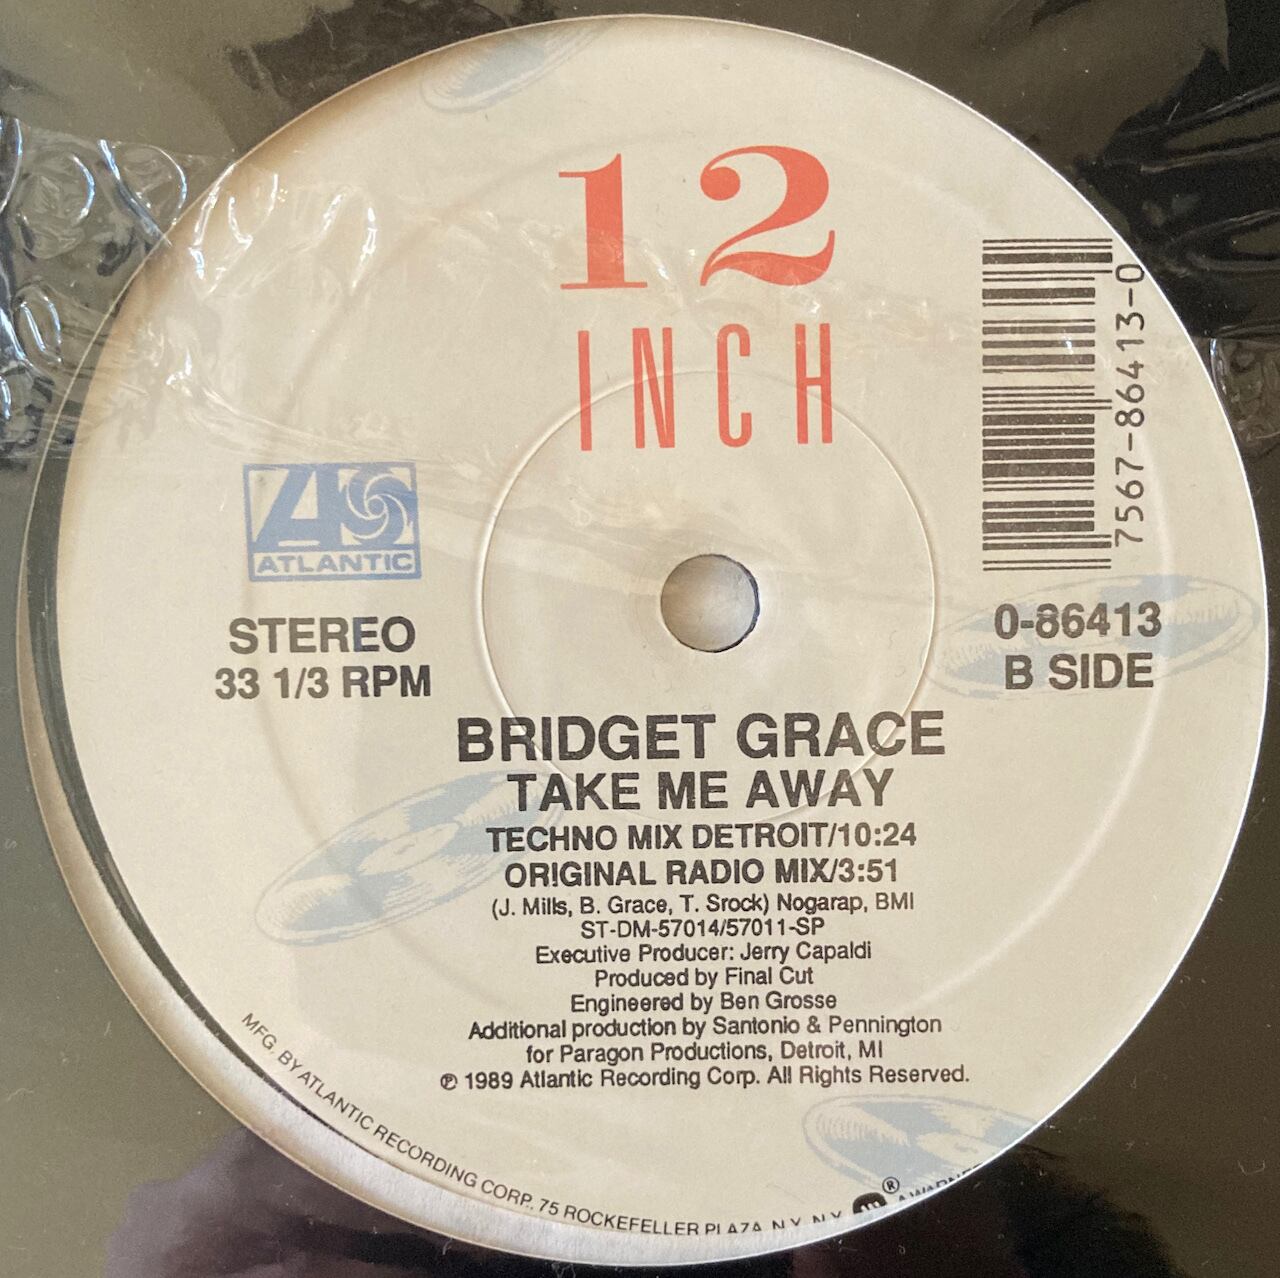 12
INCH
7567-86413-0
ATLANTIC
STEREO
33 1/3 RPM
0-86413
B SIDE
BRIDGET GRACE
TAKE ME AWAY
TECHNO MIX DETROIT/10:24
ORIGINAL RADIO MIX/3:51
(J. Mills, B. Grace, T. Srock) Nogarap, BMI
ST-DM-57014/57011-SP
Executive Producer: Jerry Capaldi
Produced by Final Cut
Engineered by Ben Grosse
Additional production by Santonio & Pennington
for Paragon Productions, Detroit, MI
℗ 1989 Atlantic Recording Corp. All Rights Reserved.
MFG. BY ATLANTIC RECORDING CORP., 75 ROCKEFELLER PLAZA, N.Y., N.Y. ® A